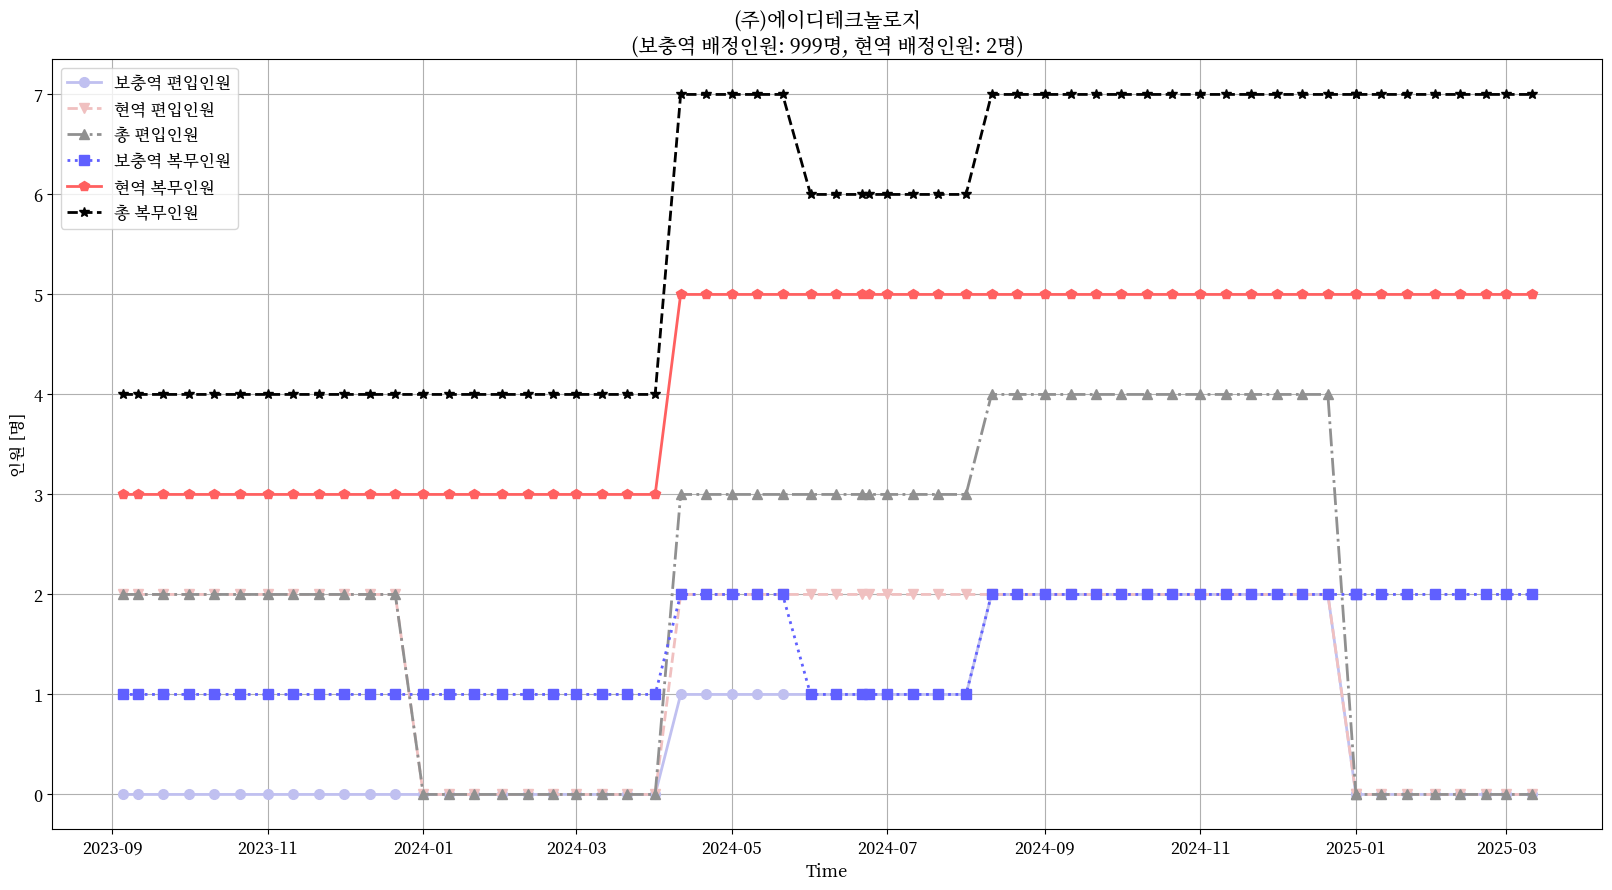 (주)에이디테크놀로지
(보충역 배정인원: 999명, 현역 배정인원: 2명)
보충역 편입인원
현역 편입인원
총 편입인원
보충역 복무인원
현역 복무인원
총 복무인원
인원 [명]
7
6
5
4
3
2
1
0
2023-09 2023-11 2024-01 2024-03 2024-05 2024-07 2024-09 2024-11 2025-01 2025-03
Time